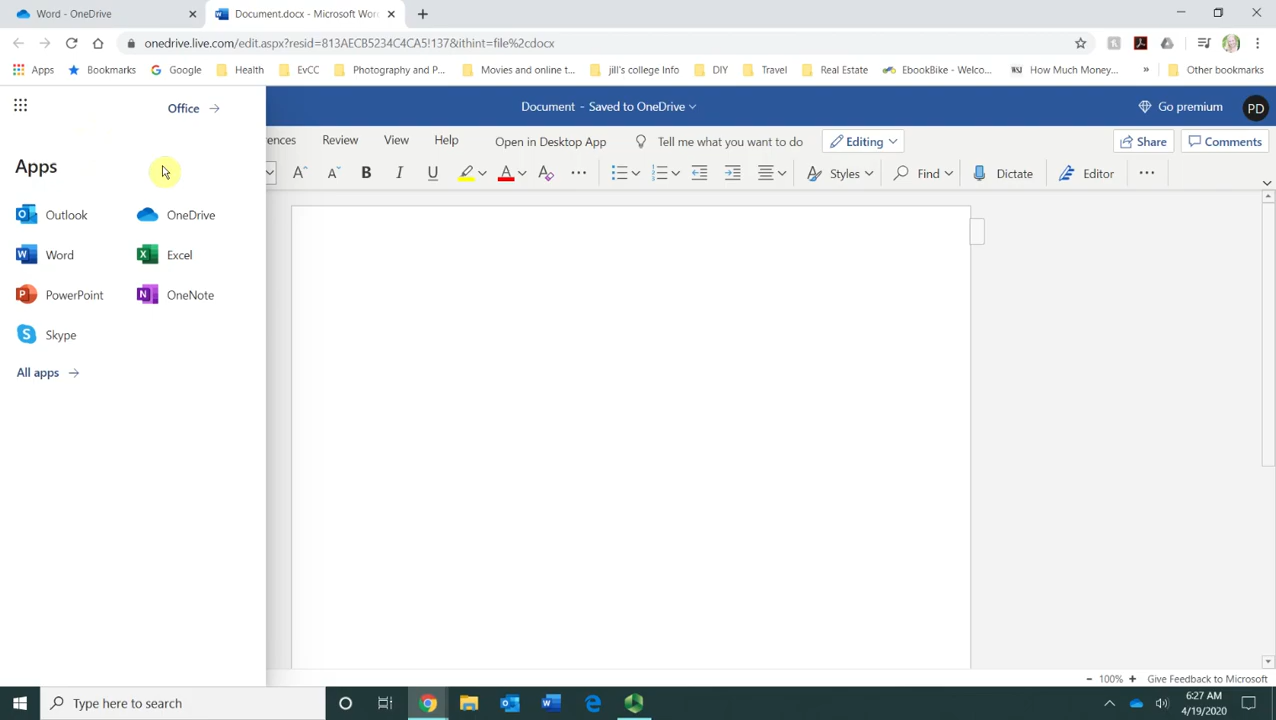 Word - OneDrive
Document.docx - Microsoft Wor
onedrive.live.com/edit.aspx?resid=813AECB5234C4CA5!137&ithint=file%2cdocx
Apps Bookmarks Google Health EvCC Photography and P... Movies and online t... jill's college Info DIY Travel Real Estate EbookBike - Welco... WSJ How Much Money... » Other bookmarks
Office →
Document - Saved to OneDrive
Go premium
PD
ences Review View Help Open in Desktop App Tell me what you want to do Editing Share Comments
B I U A Styles Find Dictate Editor ...
Apps
Outlook OneDrive
Word Excel
PowerPoint OneNote
Skype
All apps →
- 100% + Give Feedback to Microsoft
Type here to search
6:27 AM
4/19/2020